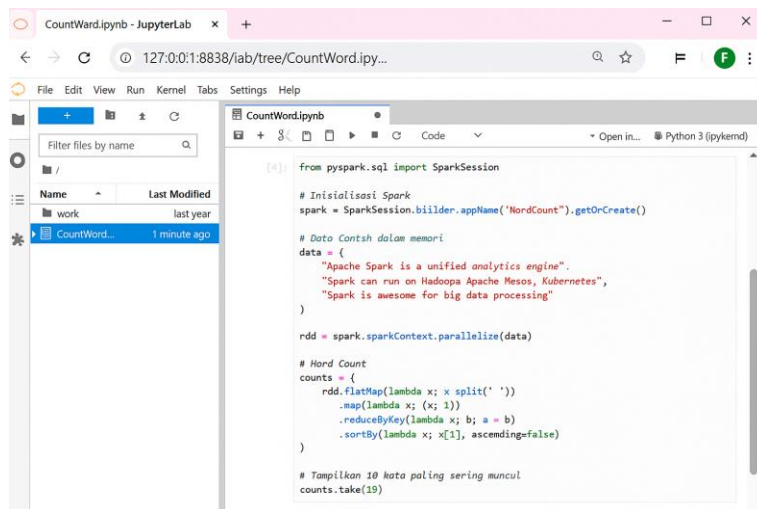 CountWard.ipynb - JupyterLab × +
127:0:0:1:8838/iab/tree/CountWord.ipy...
F
File Edit View Run Kernel Tabs Settings Help
+
Filter files by name
/
Name Last Modified
work last year
CountWord... 1 minute ago
CountWord.ipynb
Code
Open in...
Python 3 (ipykernd)
[4]:
from pyspark.sql import SparkSession
# Inisialisasi Spark
spark = SparkSession.biilder.appName('NordCount").getOrCreate()
# Dato Contsh dalam memori
data = {
"Apache Spark is a unified analytics engine".
"Spark can run on Hadoopa Apache Mesos, Kubernetes",
"Spark is awesome for big data processing"
)
rdd = spark.sparkContext.parallelize(data)
# Hord Count
counts = {
rdd.flatMap(lambda x; x split(' '))
.map(lambda x; (x; 1))
.reduceByKey(lambda x; b; a = b)
.sortBy(lambda x; x[1], ascemding=false)
)
# Tampilkan 10 kata paling sering muncul
counts.take(19)